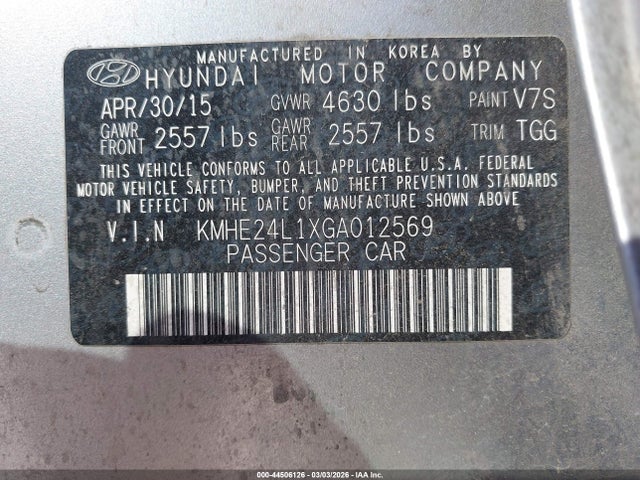 MANUFACTURED IN KOREA BY
HYUNDAI MOTOR COMPANY
APR/30/15 GVWR 4630 lbs PAINT V7S
GAWR FRONT 2557 lbs GAWR REAR 2557 lbs TRIM TGG
THIS VEHICLE CONFORMS TO ALL APPLICABLE U.S.A. FEDERAL
MOTOR VEHICLE SAFETY, BUMPER, AND THEFT PREVENTION STANDARDS
IN EFFECT ON THE DATE OF MANUFACTURE SHOWN ABOVE
V.I.N KMHE24L1XGA012569
PASSENGER CAR
000-44506126 - 03/03/2026 - IAA Inc.